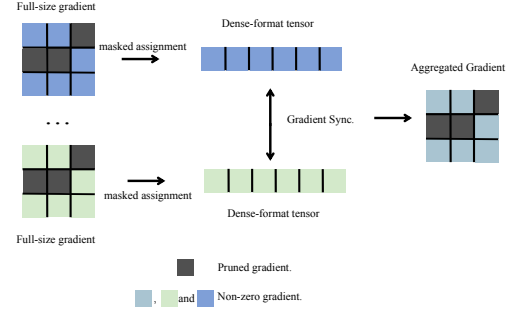 Full-size gradient
masked assignment
Dense-format tensor
Aggregated Gradient
...
Gradient Sync.
masked assignment
Dense-format tensor
Full-size gradient
Pruned gradient.
, and Non-zero gradient.